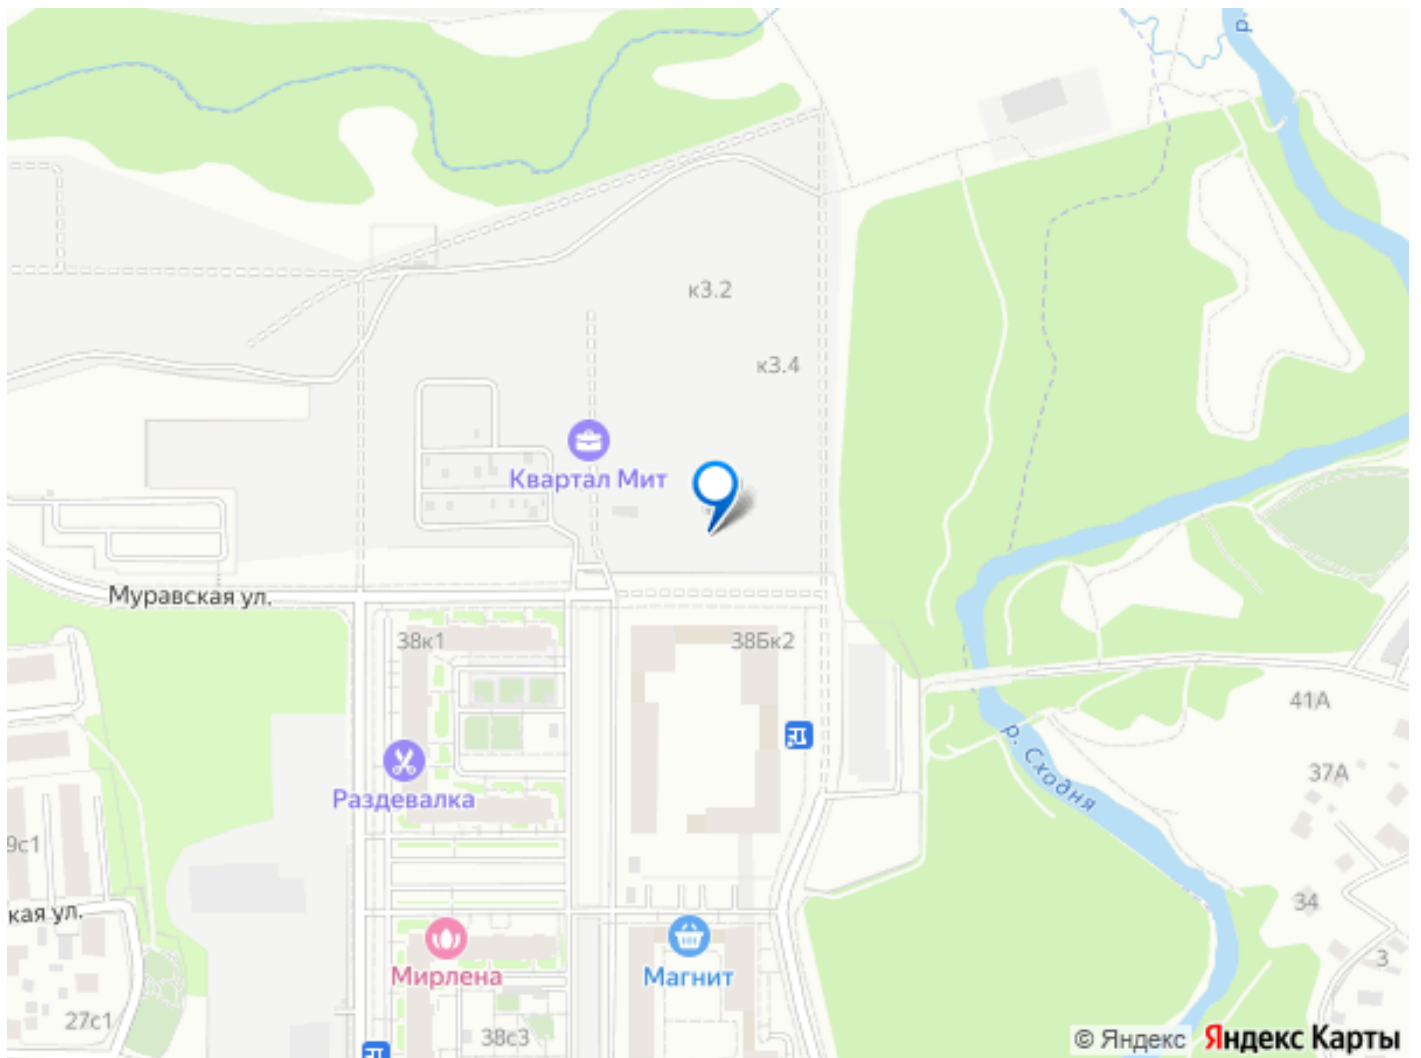 р.
к3.2
к3.4
Квартал Мит
Муравская ул.
38к1
38Бк2
41А
р. Сходня
37А
Раздевалка
9с1
34
кая ул.
Мирлена
Магнит
3
27с1
38с3
© Яндекс Яндекс Карты